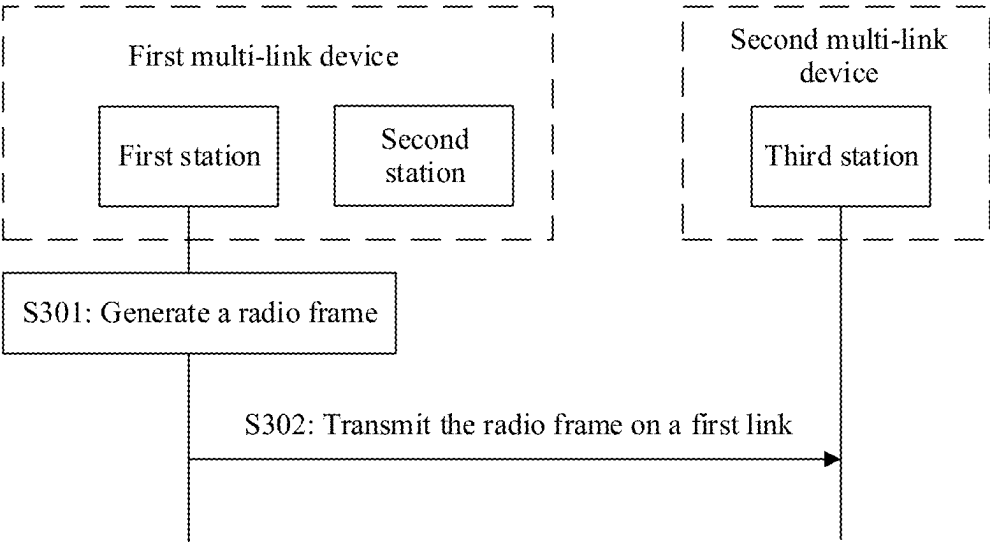 First multi-link device
Second multi-link
device
First station
Second
station
Third station
S301: Generate a radio frame
S302: Transmit the radio frame on a first link